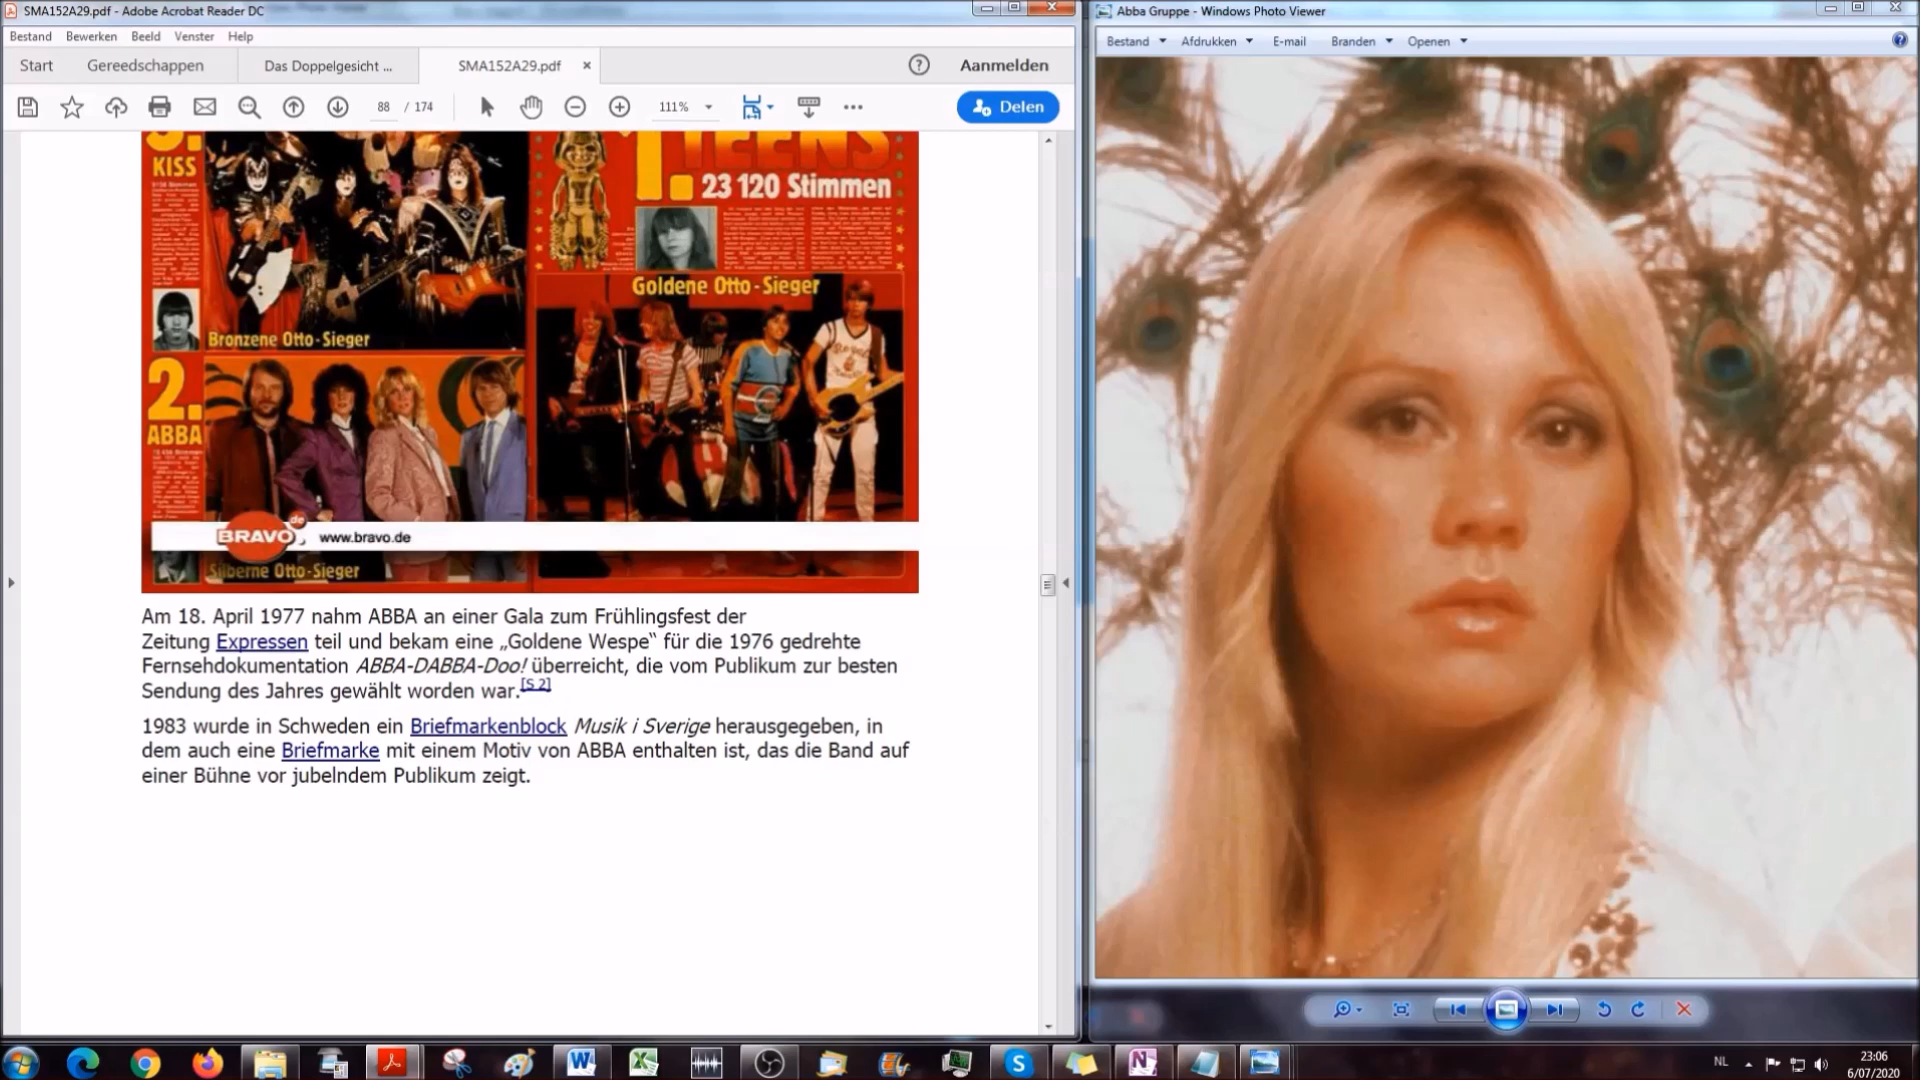 SMA152A29.pdf - Adobe Acrobat Reader DC
Bestand Bewerken Beeld Venster Help
Start Gereedschappen Das Doppelgesicht ... SMA152A29.pdf × Aanmelden
88 / 174 111% Delen
3.
KISS
Bronzene Otto-Sieger
1. TEENS
23 120 Stimmen
Goldene Otto-Sieger
2.
ABBA
BRAVO.de www.bravo.de
Silberne Otto-Sieger
Am 18. April 1977 nahm ABBA an einer Gala zum Frühlingsfest der
Zeitung Expressen teil und bekam eine „Goldene Wespe“ für die 1976 gedrehte
Fernsehdokumentation ABBA-DABBA-Doo! überreicht, die vom Publikum zur besten
Sendung des Jahres gewählt worden war.[S 2]
1983 wurde in Schweden ein Briefmarkenblock Musik i Sverige herausgegeben, in
dem auch eine Briefmarke mit einem Motiv von ABBA enthalten ist, das die Band auf
einer Bühne vor jubelndem Publikum zeigt.
Abba Gruppe - Windows Photo Viewer
Bestand Afdrukken E-mail Branden Openen
NL
23:06
6/07/2020